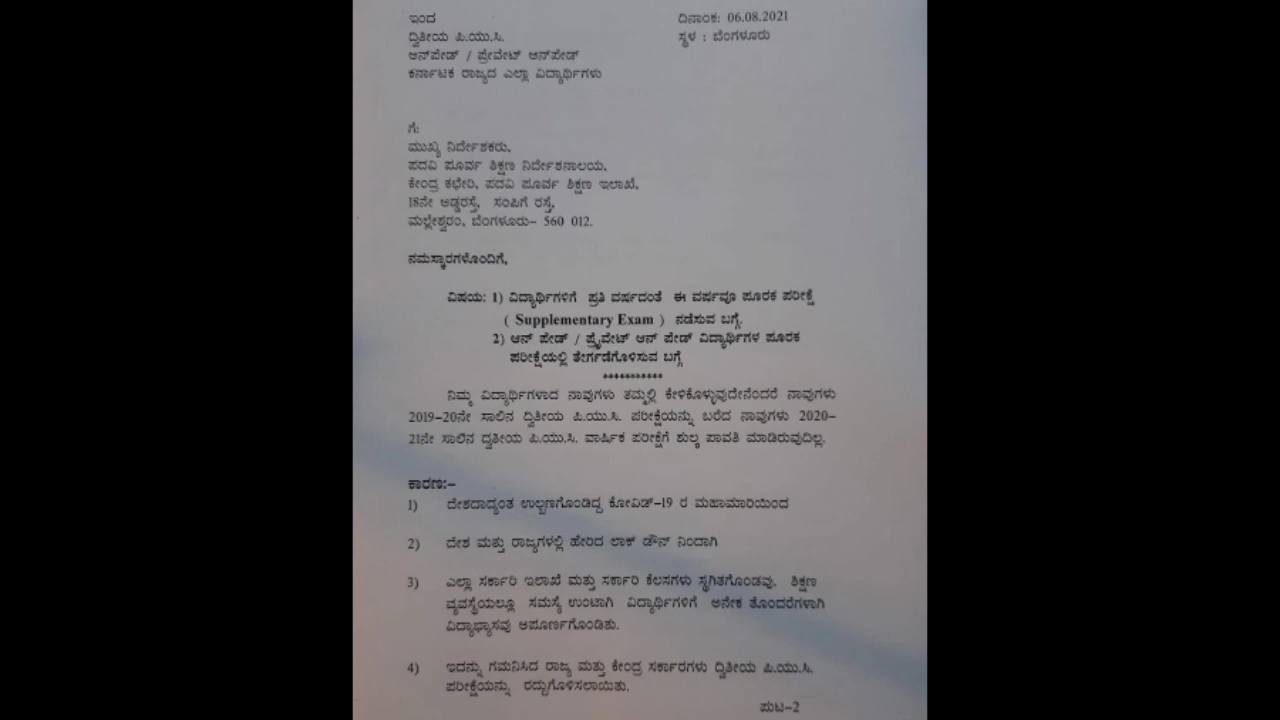 ಇಂದ
ದಿನಾಂಕ: 06.08.2021
ದ್ವಿತೀಯ ಪಿ.ಯು.ಸಿ.
ಸ್ಥಳ : ಬೆಂಗಳೂರು
ಆನ್‌ಪೇಡ್ / ಪ್ರೇವೇಟ್ ಆನ್‌ಪೇಡ್
ಕರ್ನಾಟಕ ರಾಜ್ಯದ ಎಲ್ಲಾ ವಿದ್ಯಾರ್ಥಿಗಳು
ಗೆ:
ಮುಖ್ಯ ನಿರ್ದೇಶಕರು,
ಪದವಿ ಪೂರ್ವ ಶಿಕ್ಷಣ ನಿರ್ದೇಶನಾಲಯ,
ಕೇಂದ್ರ ಕಛೇರಿ, ಪದವಿ ಪೂರ್ವ ಶಿಕ್ಷಣ ಇಲಾಖೆ,
18ನೇ ಅಡ್ಡರಸ್ತೆ, ಸಂಪಿಗೆ ರಸ್ತೆ,
ಮಲ್ಲೇಶ್ವರಂ, ಬೆಂಗಳೂರು– 560 012.
ನಮಸ್ಕಾರಗಳೊಂದಿಗೆ,
ವಿಷಯ: 1) ವಿದ್ಯಾರ್ಥಿಗಳಿಗೆ ಪ್ರತಿ ವರ್ಷದಂತೆ ಈ ವರ್ಷವೂ ಪೂರಕ ಪರೀಕ್ಷೆ
( Supplementary Exam ) ನಡೆಸುವ ಬಗ್ಗೆ.
2) ಆನ್ ಪೇಡ್ / ಪ್ರೈವೇಟ್ ಆನ್ ಪೇಡ್ ವಿದ್ಯಾರ್ಥಿಗಳ ಪೂರಕ
ಪರೀಕ್ಷೆಯಲ್ಲಿ ತೇರ್ಗಡೆಗೊಳಿಸುವ ಬಗ್ಗೆ
***********
ನಿಮ್ಮ ವಿದ್ಯಾರ್ಥಿಗಳಾದ ನಾವುಗಳು ತಮ್ಮಲ್ಲಿ ಕೇಳಿಕೊಳ್ಳುವುದೇನೆಂದರೆ ನಾವುಗಳು
2019–20ನೇ ಸಾಲಿನ ದ್ವಿತೀಯ ಪಿ.ಯು.ಸಿ. ಪರೀಕ್ಷೆಯನ್ನು ಬರೆದ ನಾವುಗಳು 2020–
21ನೇ ಸಾಲಿನ ದ್ವತೀಯ ಪಿ.ಯು.ಸಿ. ವಾರ್ಷಿಕ ಪರೀಕ್ಷೆಗೆ ಶುಲ್ಕ ಪಾವತಿ ಮಾಡಿರುವುದಿಲ್ಲ.
ಕಾರಣ:–
1) ದೇಶದಾದ್ಯಂತ ಉಲ್ಬಣಗೊಂಡಿದ್ದ ಕೋವಿಡ್–19 ರ ಮಹಾಮಾರಿಯಿಂದ
2) ದೇಶ ಮತ್ತು ರಾಜ್ಯಗಳಲ್ಲಿ ಹೇರಿದ ಲಾಕ್ ಡೌನ್ ನಿಂದಾಗಿ
3) ಎಲ್ಲಾ ಸರ್ಕಾರಿ ಇಲಾಖೆ ಮತ್ತು ಸರ್ಕಾರಿ ಕೆಲಸಗಳು ಸ್ಥಗಿತಗೊಂಡವು. ಶಿಕ್ಷಣ
ವ್ಯವಸ್ಥೆಯಲ್ಲೂ ಸಮಸ್ಯೆ ಉಂಟಾಗಿ ವಿದ್ಯಾರ್ಥಿಗಳಿಗೆ ಅನೇಕ ತೊಂದರೆಗಳಾಗಿ
ವಿದ್ಯಾಭ್ಯಾಸವು ಅಪೂರ್ಣಗೊಂಡಿತು.
4) ಇದನ್ನು ಗಮನಿಸಿದ ರಾಜ್ಯ ಮತ್ತು ಕೇಂದ್ರ ಸರ್ಕಾರಗಳು ದ್ವಿತೀಯ ಪಿ.ಯು.ಸಿ.
ಪರೀಕ್ಷೆಯನ್ನು ರದ್ದುಗೊಳಿಸಲಾಯಿತು.
ಪುಟ–2